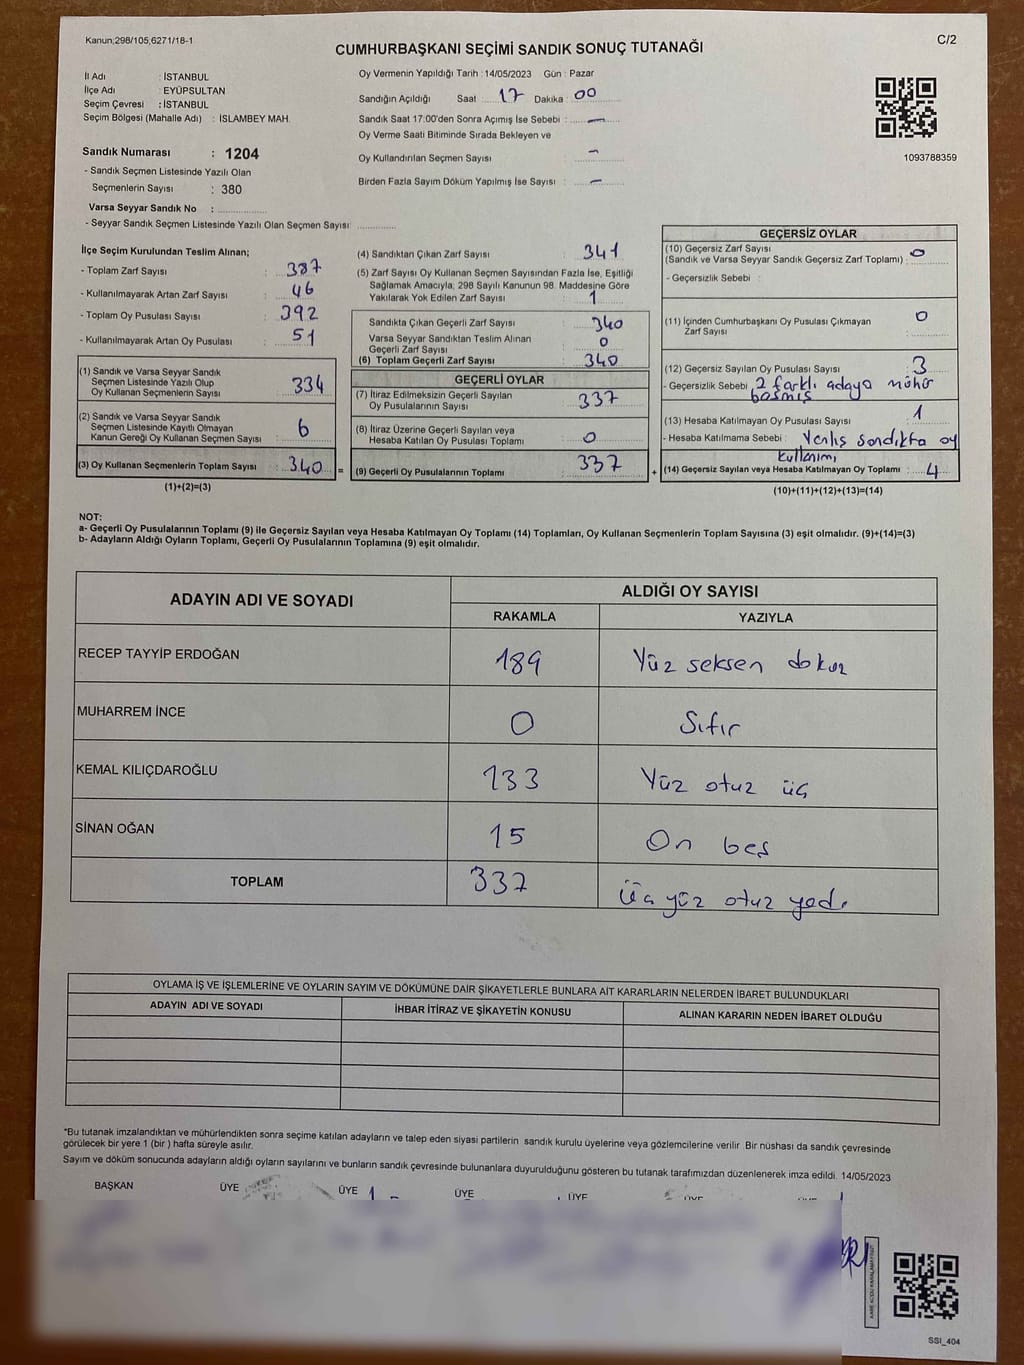 Kanun,298/105,6271/18-1
C/2
CUMHURBAŞKANI SEÇİMİ SANDIK SONUÇ TUTANAĞI
İl Adı : İSTANBUL
İlçe Adı : EYÜPSULTAN
Seçim Çevresi : İSTANBUL
Seçim Bölgesi (Mahalle Adı) : İSLAMBEY MAH.
Sandık Numarası : 1204
- Sandık Seçmen Listesinde Yazılı Olan
Seçmenlerin Sayısı : 380
Varsa Seyyar Sandık No :
- Seyyar Sandık Seçmen Listesinde Yazılı Olan Seçmen Sayısı:
Oy Vermenin Yapıldığı Tarih : 14/05/2023 Gün : Pazar
Sandığın Açıldığı Saat : 17 Dakika : 00
Sandık Saat 17:00'den Sonra Açımış İse Sebebi : —
Oy Verme Saati Bitiminde Sırada Bekleyen ve
Oy Kullandırılan Seçmen Sayısı : —
Birden Fazla Sayım Döküm Yapılmış İse Sayısı : —
1093788359
İlçe Seçim Kurulundan Teslim Alınan;
- Toplam Zarf Sayısı : 387
- Kullanılmayarak Artan Zarf Sayısı : 46
- Toplam Oy Pusulası Sayısı : 392
- Kullanılmayarak Artan Oy Pusulası : 51
(1) Sandık ve Varsa Seyyar Sandık
Seçmen Listesinde Yazılı Olup
Oy Kullanan Seçmenlerin Sayısı : 334
(2) Sandık ve Varsa Seyyar Sandık
Seçmen Listesinde Kayıtlı Olmayan
Kanun Gereği Oy Kullanan Seçmen Sayısı : 6
(3) Oy Kullanan Seçmenlerin Toplam Sayısı : 340 =
(1)+(2)=(3)
(4) Sandıktan Çıkan Zarf Sayısı : 341
(5) Zarf Sayısı Oy Kullanan Seçmen Sayısından Fazla İse, Eşitliği
Sağlamak Amacıyla; 298 Sayılı Kanunun 98. Maddesine Göre
Yakılarak Yok Edilen Zarf Sayısı : 1
Sandıkta Çıkan Geçerli Zarf Sayısı : 340
Varsa Seyyar Sandıktan Teslim Alınan
Geçerli Zarf Sayısı : 0
(6) Toplam Geçerli Zarf Sayısı : 340
GEÇERLİ OYLAR
(7) İtiraz Edilmeksizin Geçerli Sayılan
Oy Pusulalarının Sayısı : 337
(8) İtiraz Üzerine Geçerli Sayılan veya
Hesaba Katılan Oy Pusulası Toplamı : 0
(9) Geçerli Oy Pusulalarının Toplamı : 337 +
GEÇERSİZ OYLAR
(10) Geçersiz Zarf Sayısı
(Sandık ve Varsa Seyyar Sandık Geçersiz Zarf Toplamı) : 0
- Geçersizlik Sebebi :
(11) İçinden Cumhurbaşkanı Oy Pusulası Çıkmayan
Zarf Sayısı : 0
(12) Geçersiz Sayılan Oy Pusulası Sayısı : 3
- Geçersizlik Sebebi : 2 farklı adaya mühür
basmış
(13) Hesaba Katılmayan Oy Pusulası Sayısı : 1
- Hesaba Katılmama Sebebi : Yanlış sandıkta oy
kullanımı
(14) Geçersiz Sayılan veya Hesaba Katılmayan Oy Toplamı : 4
(10)+(11)+(12)+(13)=(14)
NOT:
a- Geçerli Oy Pusulalarının Toplamı (9) ile Geçersiz Sayılan veya Hesaba Katılmayan Oy Toplamı (14) Toplamları, Oy Kullanan Seçmenlerin Toplam Sayısına (3) eşit olmalıdır. (9)+(14)=(3)
b- Adayların Aldığı Oyların Toplamı, Geçerli Oy Pusulalarının Toplamına (9) eşit olmalıdır.
ADAYIN ADI VE SOYADI
ALDIĞI OY SAYISI
RAKAMLA YAZIYLA
RECEP TAYYİP ERDOĞAN 189 Yüz seksen dokuz
MUHARREM İNCE 0 Sıfır
KEMAL KILIÇDAROĞLU 133 Yüz otuz üç
SİNAN OĞAN 15 On beş
TOPLAM 337 Üç yüz otuz yedi
OYLAMA İŞ VE İŞLEMLERİNE VE OYLARIN SAYIM VE DÖKÜMÜNE DAİR ŞİKAYETLERLE BUNLARA AİT KARARLARIN NELERDEN İBARET BULUNDUKLARI
ADAYIN ADI VE SOYADI İHBAR İTİRAZ VE ŞİKAYETİN KONUSU ALINAN KARARIN NEDEN İBARET OLDUĞU
*Bu tutanak imzalandıktan ve mühürlendikten sonra seçime katılan adayların ve talep eden siyasi partilerin sandık kurulu üyelerine veya gözlemcilerine verilir. Bir nüshası da sandık çevresinde
görülecek bir yere 1 (bir ) hafta süreyle asılır.
Sayım ve döküm sonucunda adayların aldığı oyların sayılarını ve bunların sandık çevresinde bulunanlara duyurulduğunu gösteren bu tutanak tarafımızdan düzenlenerek imza edildi. 14/05/2023
BAŞKAN ÜYE ÜYE ÜYE ÜYE
SSI_404